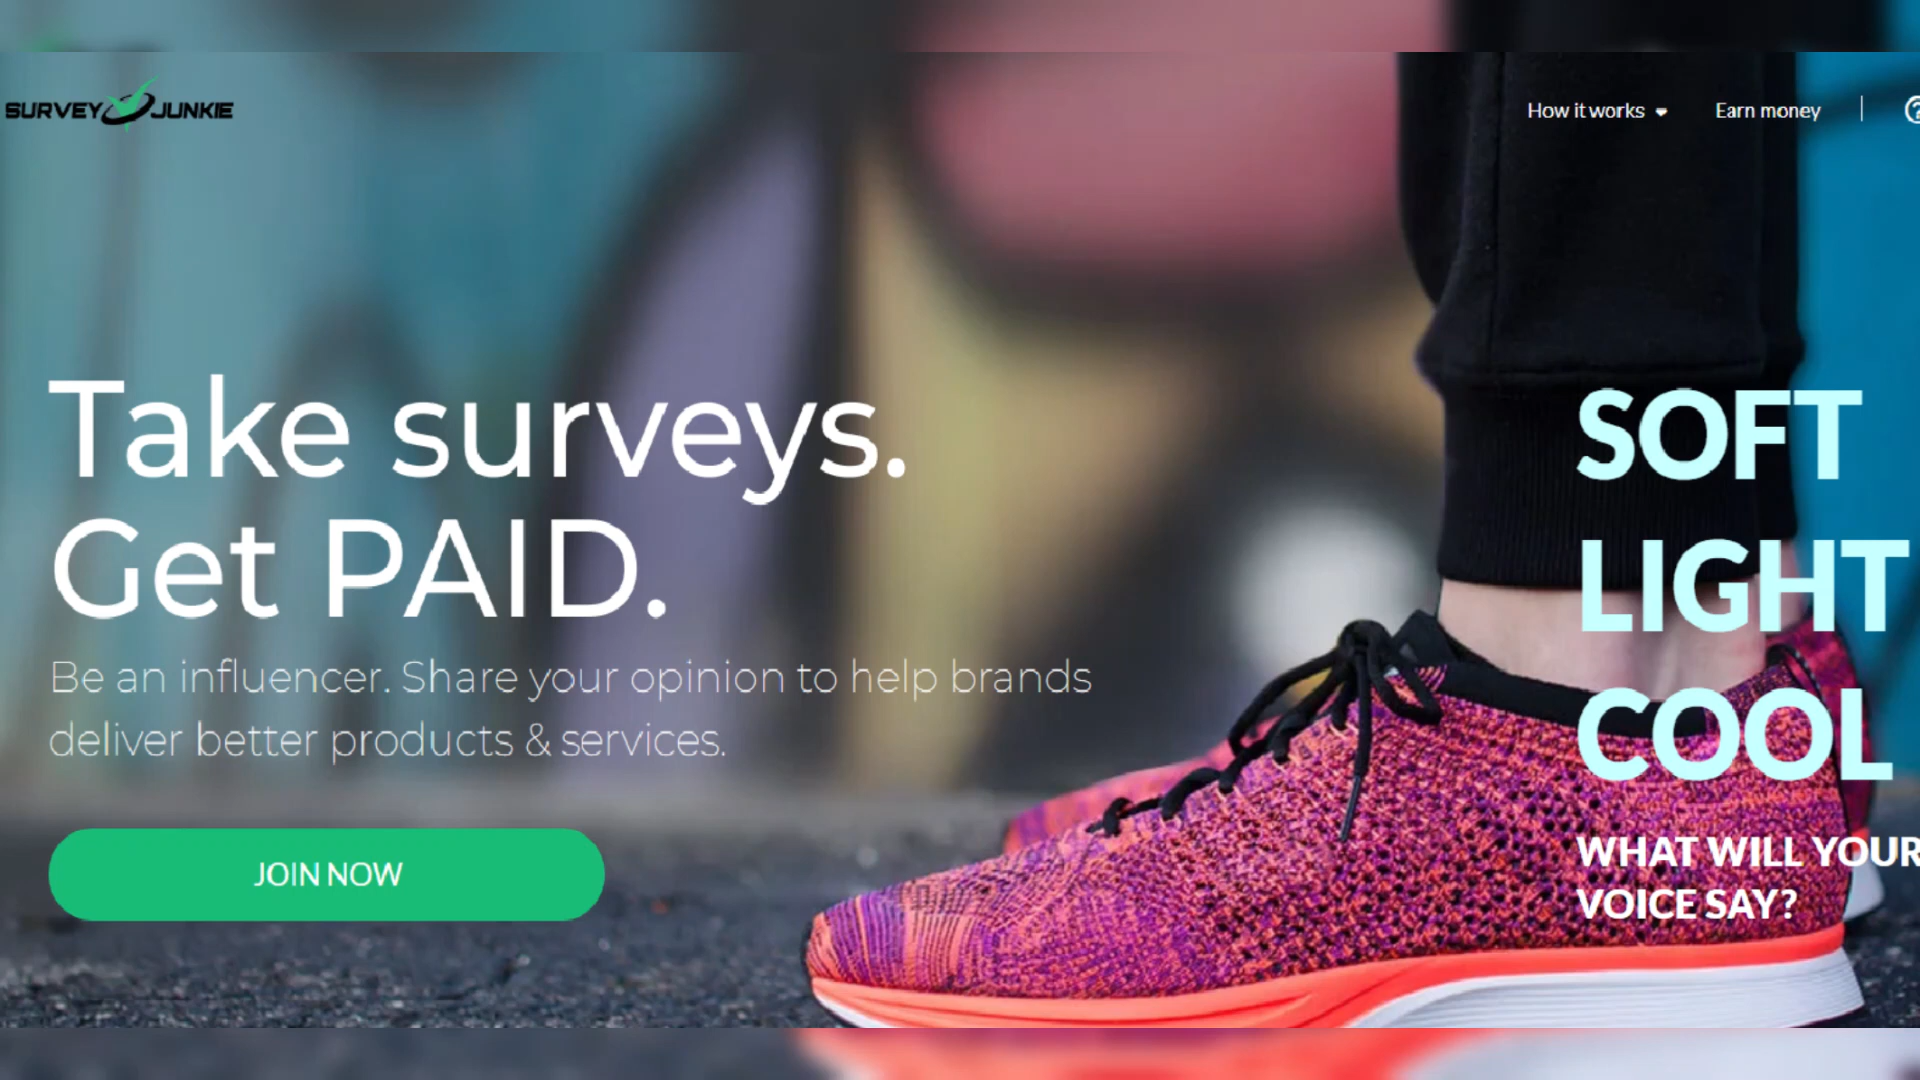 SURVEY JUNKIE
How it works
Earn money
Take surveys.
Get PAID.
Be an influencer. Share your opinion to help brands
deliver better products & services.
JOIN NOW
SOFT
LIGHT
COOL
WHAT WILL YOUR
VOICE SAY?